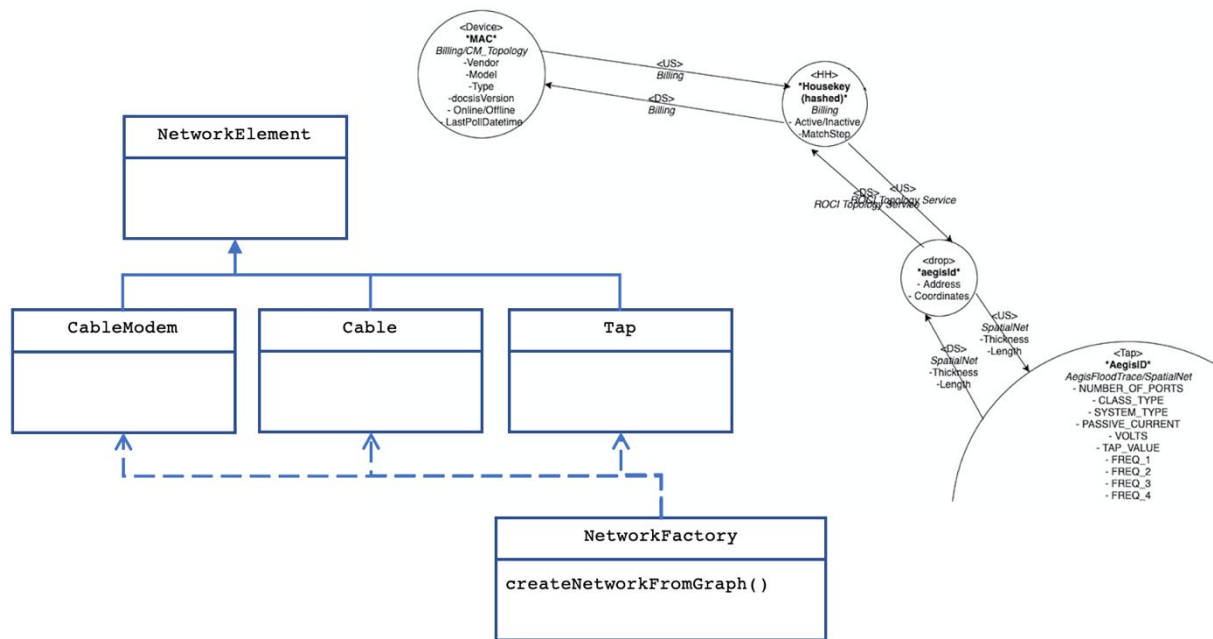 NetworkElement
CableModem
Cable
Tap
NetworkFactory
createNetworkFromGraph()
<Device>
*MAC*
Billing/CM_Topology
-Vendor
-Model
-Type
-docsisVersion
- Online/Offline
- LastPollDatetime
<US>
Billing
<DS>
Billing
<HH>
*Housekey
(hashed)*
Billing
- Active/Inactive
-MatchStep
<DS>
ROCI Topology Service
<US>
ROCI Topology Service
<drop>
*aegisId*
- Address
- Coordinates
<US>
SpatialNet
-Thickness
-Length
<DS>
SpatialNet
-Thickness
-Length
<Tap>
*AegisID*
AegisFloodTrace/SpatialNet
- NUMBER_OF_PORTS
- CLASS_TYPE
- SYSTEM_TYPE
- PASSIVE_CURRENT
- VOLTS
- TAP_VALUE
- FREQ_1
- FREQ_2
- FREQ_3
- FREQ_4